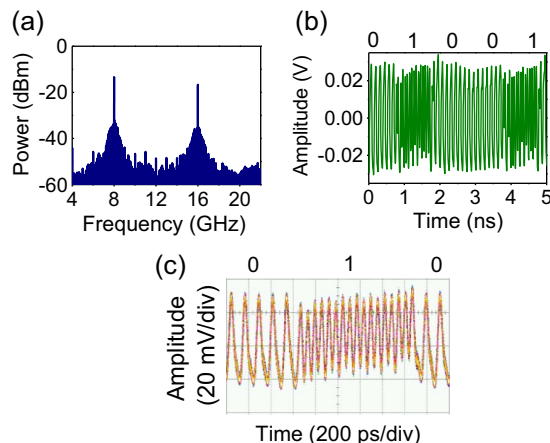 (a)
0
-20
-40
-60
Power (dBm)
4 8 12 16 20
Frequency (GHz)
(b)
0 1 0 0 1
0.02
0.00
-0.02
Amplitude (V)
0 1 2 3 4 5
Time (ns)
(c)
0 1 0
Amplitude
(20 mV/div)
Time (200 ps/div)